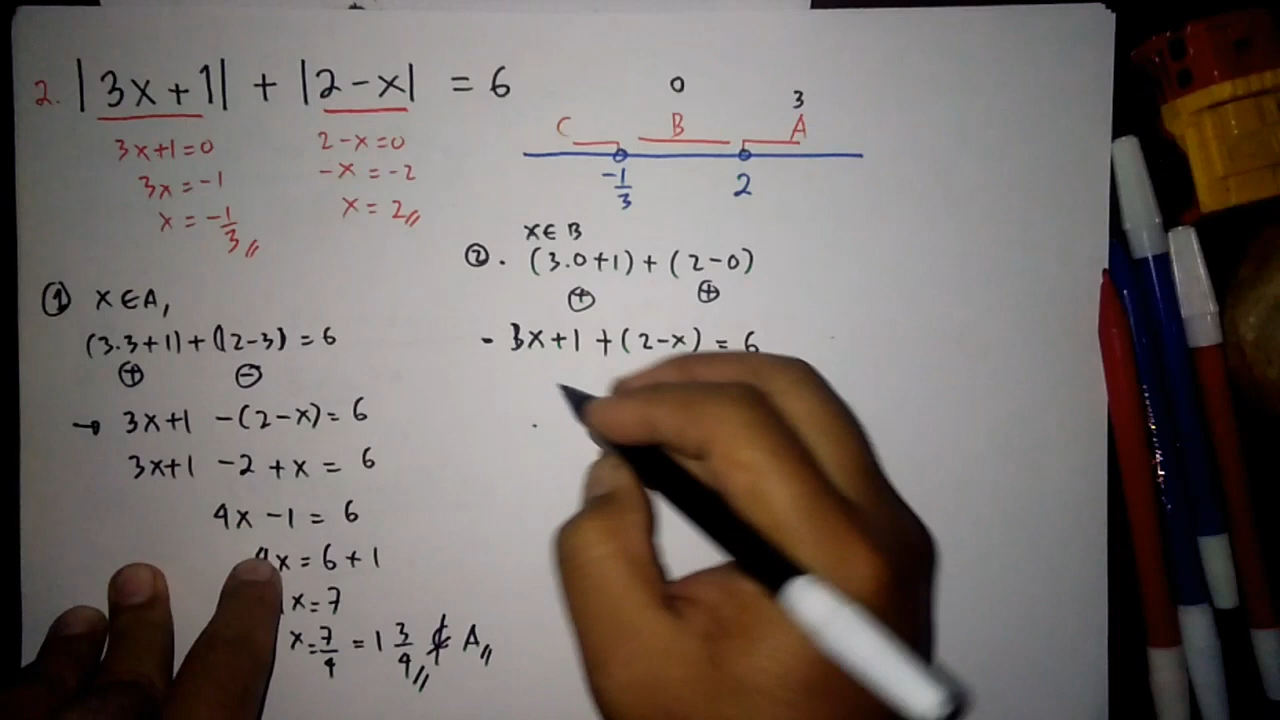 2. |3x+1| + |2-x| = 6
3x+1=0
3x=-1
x=-1/3 //
2-x=0
-x=-2
x=2 //
0
3
C B A
-1/3 2
① x∈A,
(3.3+1)+(2-3)=6
⊕ ⊖
→ 3x+1 -(2-x)=6
3x+1 -2+x=6
4x-1=6
4x=6+1
x=7
x=7/4 = 1 3/4 // ∉ A //
x∈B
②. (3.0+1)+(2-0)
⊕ ⊕
- 3x+1+(2-x)=6